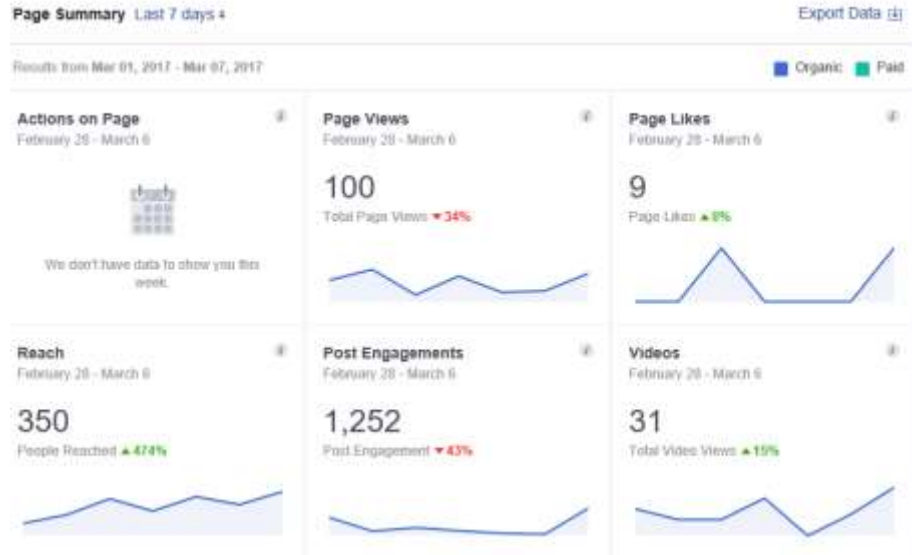 Page Summary Last 7 days
Export Data
Results from Mar 01, 2017 - Mar 07, 2017
Organic Paid
Actions on Page
February 28 - March 6
We don't have data to show you this
week.
Page Views
February 28 - March 6
100
Total Page Views ▼34%
Page Likes
February 28 - March 6
9
Page Likes ▲
Reach
February 28 - March 6
350
People Reached ▲474%
Post Engagements
February 28 - March 6
1,252
Post Engagement ▼43%
Videos
February 28 - March 6
31
Total Video Views ▲15%